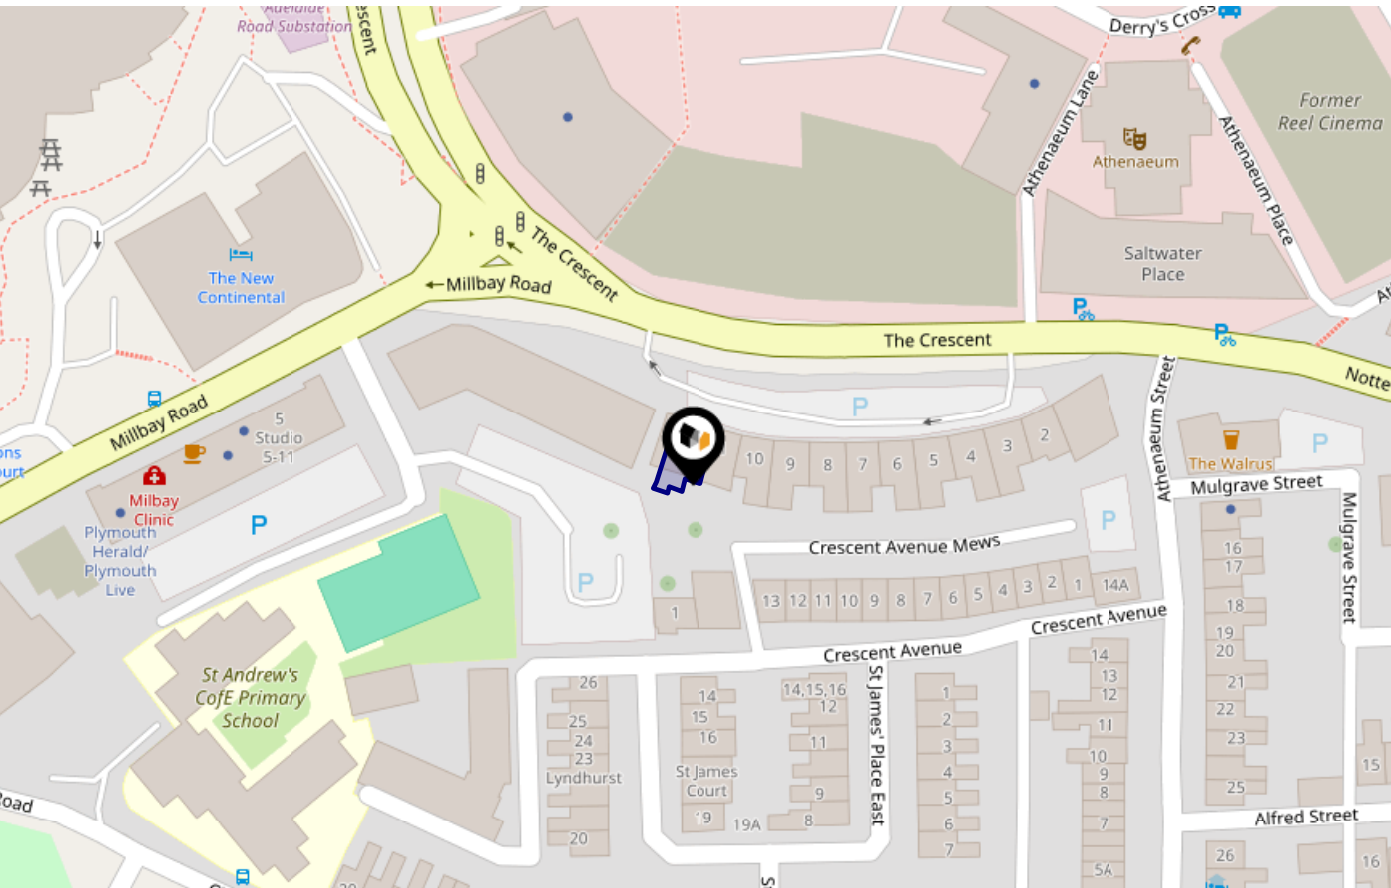 Adelaide
Road Substation
escent
Derry's Cross
Former
Reel Cinema
Athenaeum Lane
Athenaeum
Athenaeum Place
Saltwater
Place
The New
Continental
The Crescent
Millbay Road
P
P
The Crescent
Notte
Millbay Road
5
Studio
5-11
Milbay
Clinic
P
Plymouth
Herald/
Plymouth
Live
ons
ourt
P
10
9
8
7
6
5
4
3
2
Athenaeum Street
The Walrus
P
Mulgrave Street
Mulgrave Street
P
P
Crescent Avenue Mews
1
13
12
11
10
9
8
7
6
5
4
3
2
1
14A
Crescent Avenue
Crescent Avenue
16
17
18
19
20
21
22
23
25
St Andrew's
CofE Primary
School
26
25
24
23
Lyndhurst
20
14
15
16
St James
Court
19
19A
14,15,16
12
11
9
8
St James' Place East
1
2
3
4
5
6
7
14
13
12
11
10
9
8
7
5A
15
Alfred Street
26
16
Road